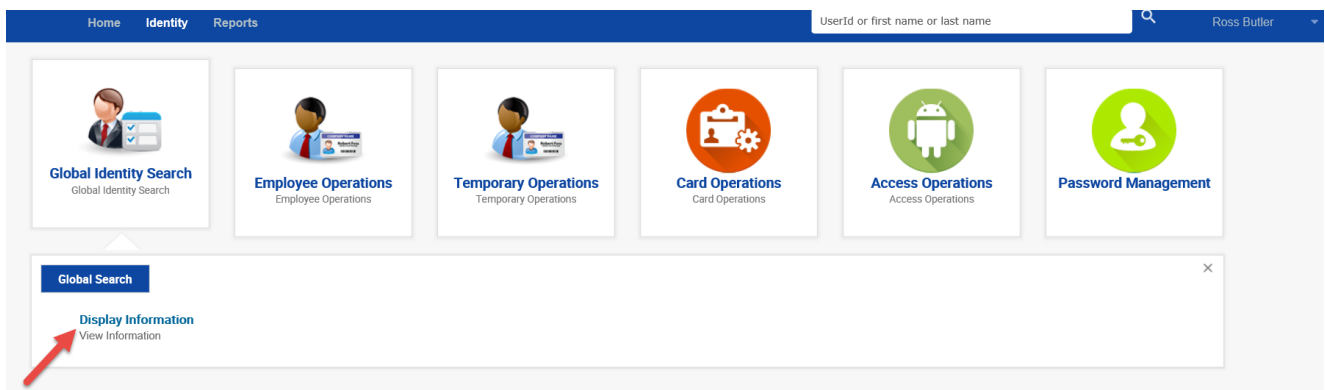 Home Identity Reports
UserId or first name or last name
Ross Butler
Global Identity Search
Global Identity Search
Employee Operations
Employee Operations
Temporary Operations
Temporary Operations
Card Operations
Card Operations
Access Operations
Access Operations
Password Management
Global Search
Display Information
View Information